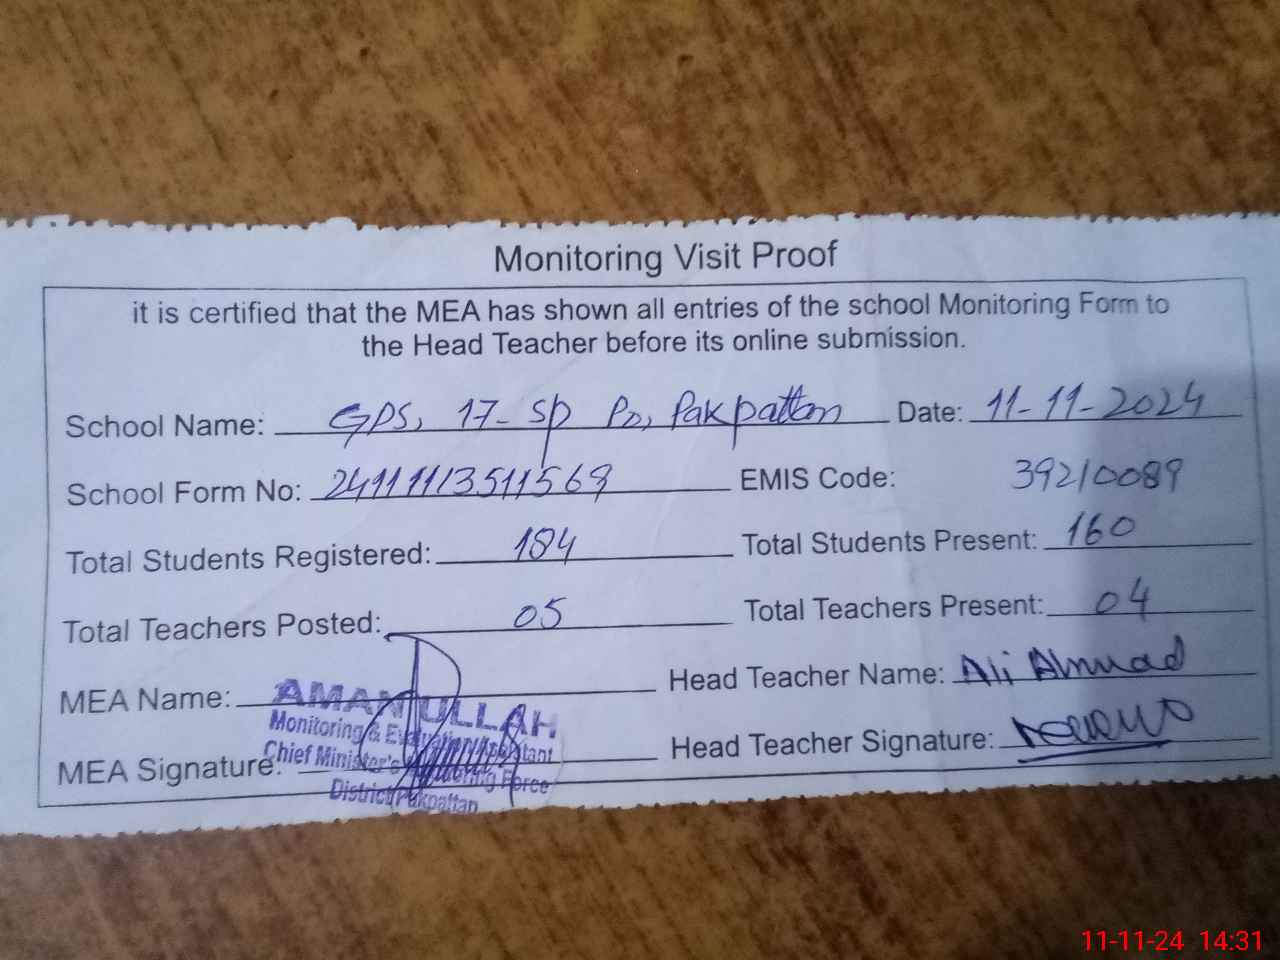 Monitoring Visit Proof
it is certified that the MEA has shown all entries of the school Monitoring Form to
the Head Teacher before its online submission.
School Name: GPS, 17-SP Po, Pakpattan Date: 11-11-2024
School Form No: 24111113511569 EMIS Code: 39210089
Total Students Registered: 184 Total Students Present: 160
Total Teachers Posted: 05 Total Teachers Present: 04
MEA Name: AMANULLAH Head Teacher Name: Ali Ahmad
Monitoring & Evaluation Assistant
Chief Minister's Monitoring Force
District Pakpattan
MEA Signature: Head Teacher Signature:
11-11-24 14:31